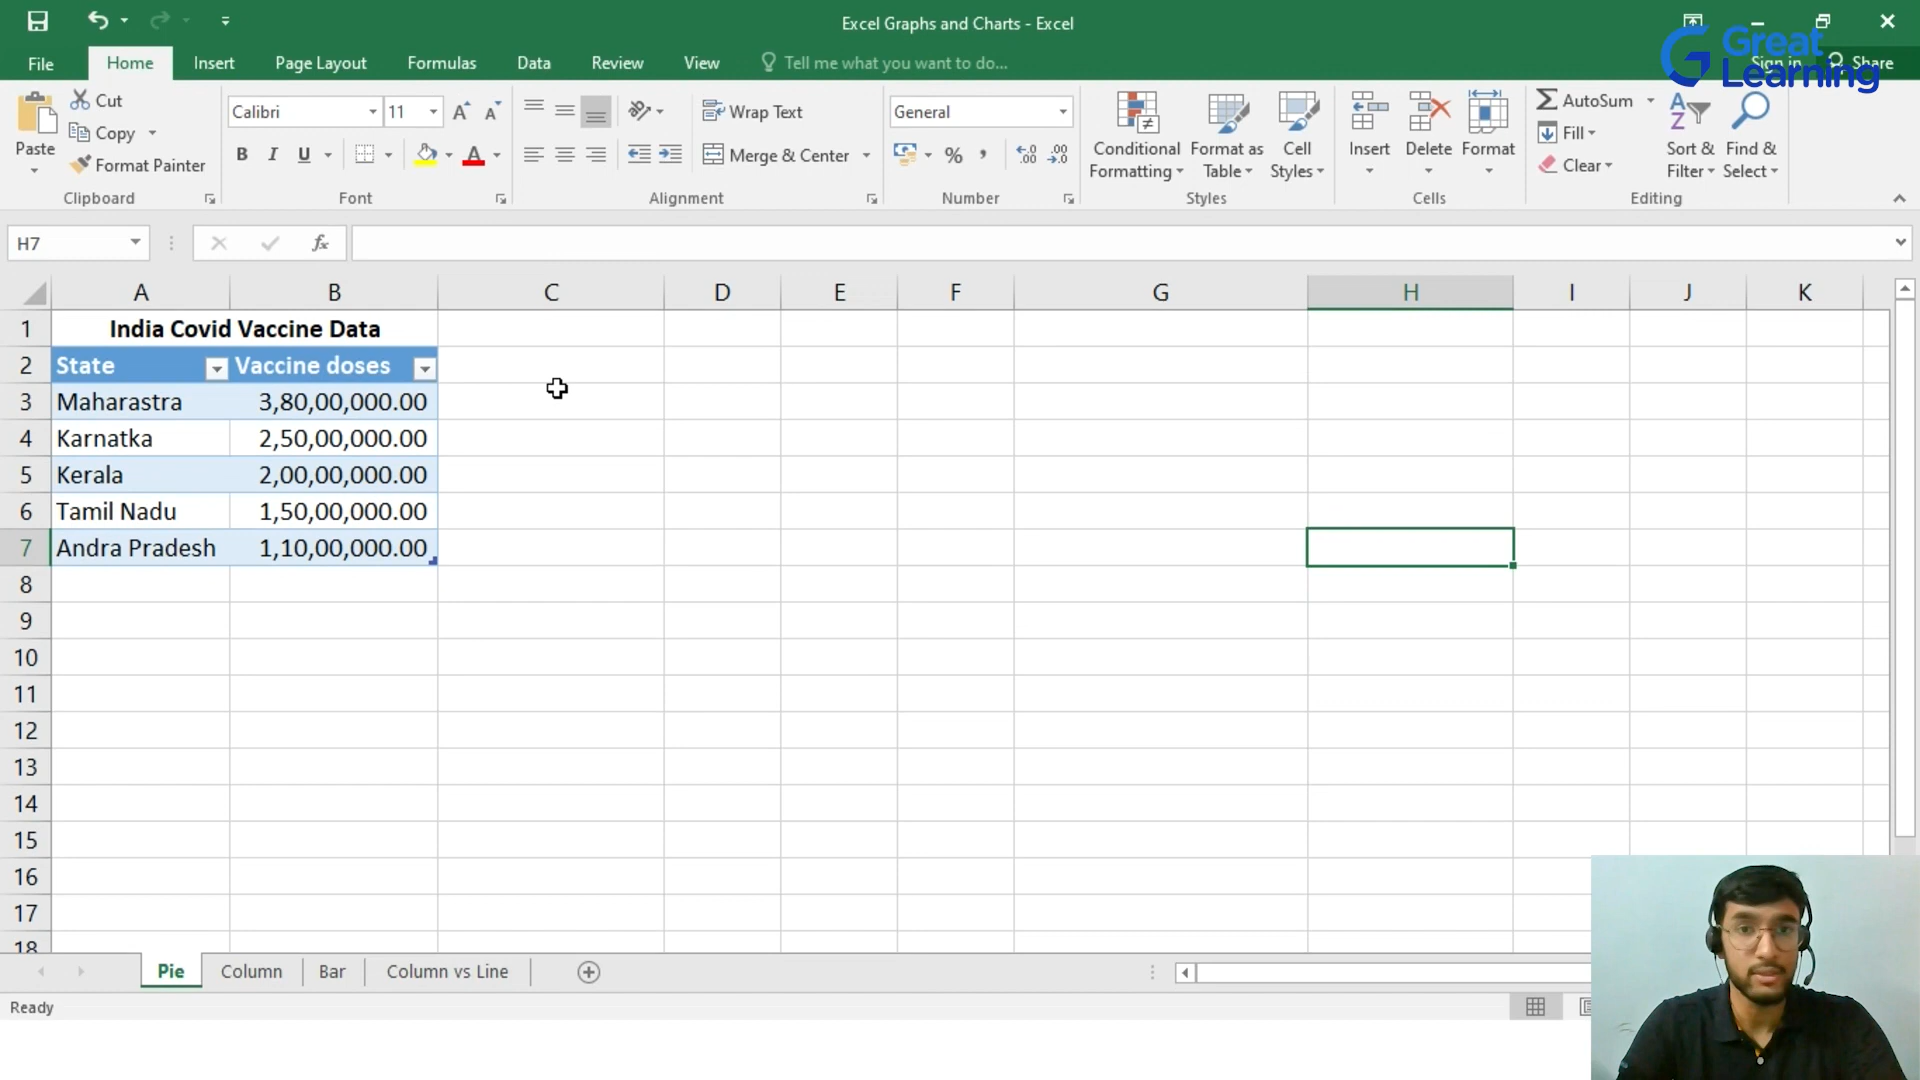 Excel Graphs and Charts - Excel
Great
Learning
File Home Insert Page Layout Formulas Data Review View Tell me what you want to do... Sign in Share
Paste
Cut
Copy
Format Painter
Clipboard
Calibri 11
B I U
Font
Wrap Text
Merge & Center
Alignment
General
%
Number
Conditional Formatting
Format as Table
Cell Styles
Styles
Insert Delete Format
Cells
AutoSum
Fill
Clear
Sort & Filter
Find & Select
Editing
H7 fx
A B C D E F G H I J K
1 India Covid Vaccine Data
2 State Vaccine doses
3 Maharastra 3,80,00,000.00
4 Karnatka 2,50,00,000.00
5 Kerala 2,00,00,000.00
6 Tamil Nadu 1,50,00,000.00
7 Andra Pradesh 1,10,00,000.00
8
9
10
11
12
13
14
15
16
17
18
Pie Column Bar Column vs Line
Ready